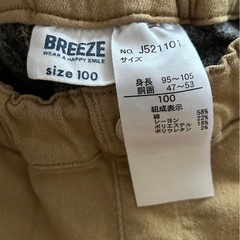 BREEZE
WEAR A HAPPY SMILE
size 100
NO. J521101
サイズ
身長 95～105
胴囲 47～53
100
組成表示
綿 58%
レーヨン 22%
ポリエステル 18%
ポリウレタン 2%